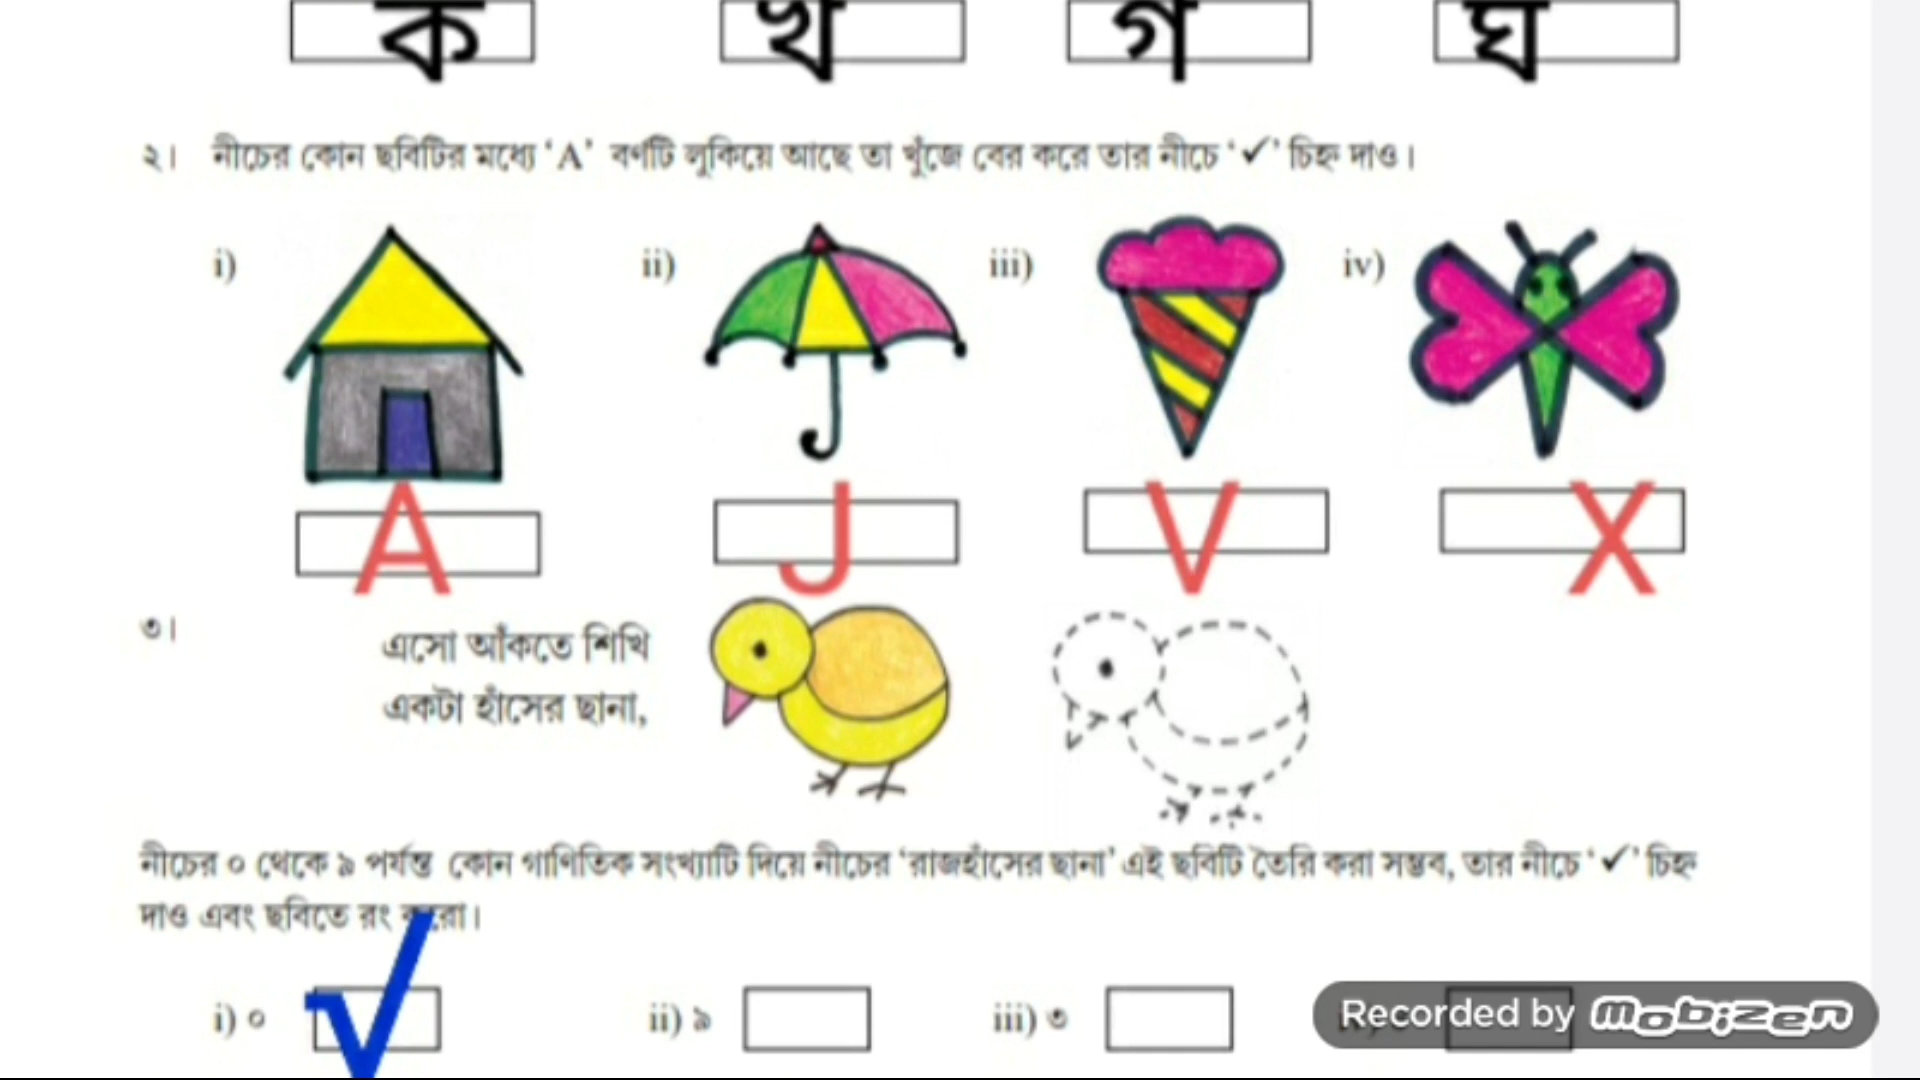 ক খ গ ঘ
২। নীচের কোন ছবিটির মধ্যে ‘A’ বর্ণটি লুকিয়ে আছে তা খুঁজে বের করে তার নীচে ‘✓’ চিহ্ন দাও।
i) ii) iii) iv)
A J V X
৩।
এসো আঁকতে শিখি
একটা হাঁসের ছানা,
নীচের ০ থেকে ৯ পর্যন্ত কোন গাণিতিক সংখ্যাটি দিয়ে নীচের ‘রাজহাঁসের ছানা’ এই ছবিটি তৈরি করা সম্ভব, তার নীচে ‘✓’ চিহ্ন
দাও এবং ছবিতে রং করো।
i) ০ ii) ৯ iii) ৩
Recorded by mobizen